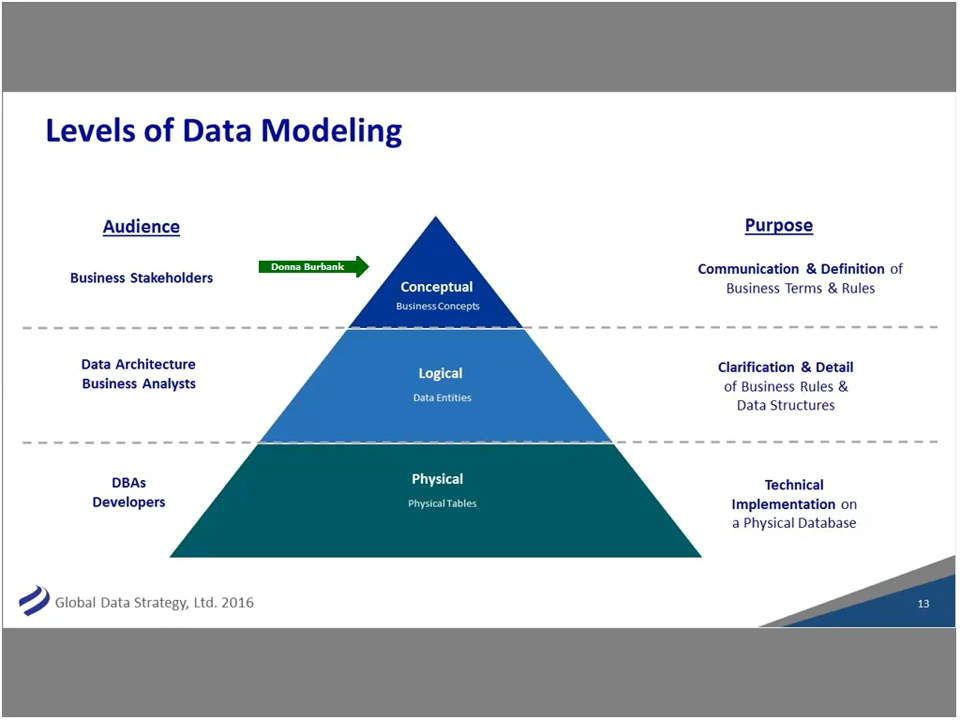 Levels of Data Modeling
Audience
Purpose
Donna Burbank
Business Stakeholders
Conceptual
Business Concepts
Communication & Definition of
Business Terms & Rules
Data Architecture
Business Analysts
Logical
Data Entities
Clarification & Detail
of Business Rules &
Data Structures
DBAs
Developers
Physical
Physical Tables
Technical
Implementation on
a Physical Database
Global Data Strategy, Ltd. 2016
13